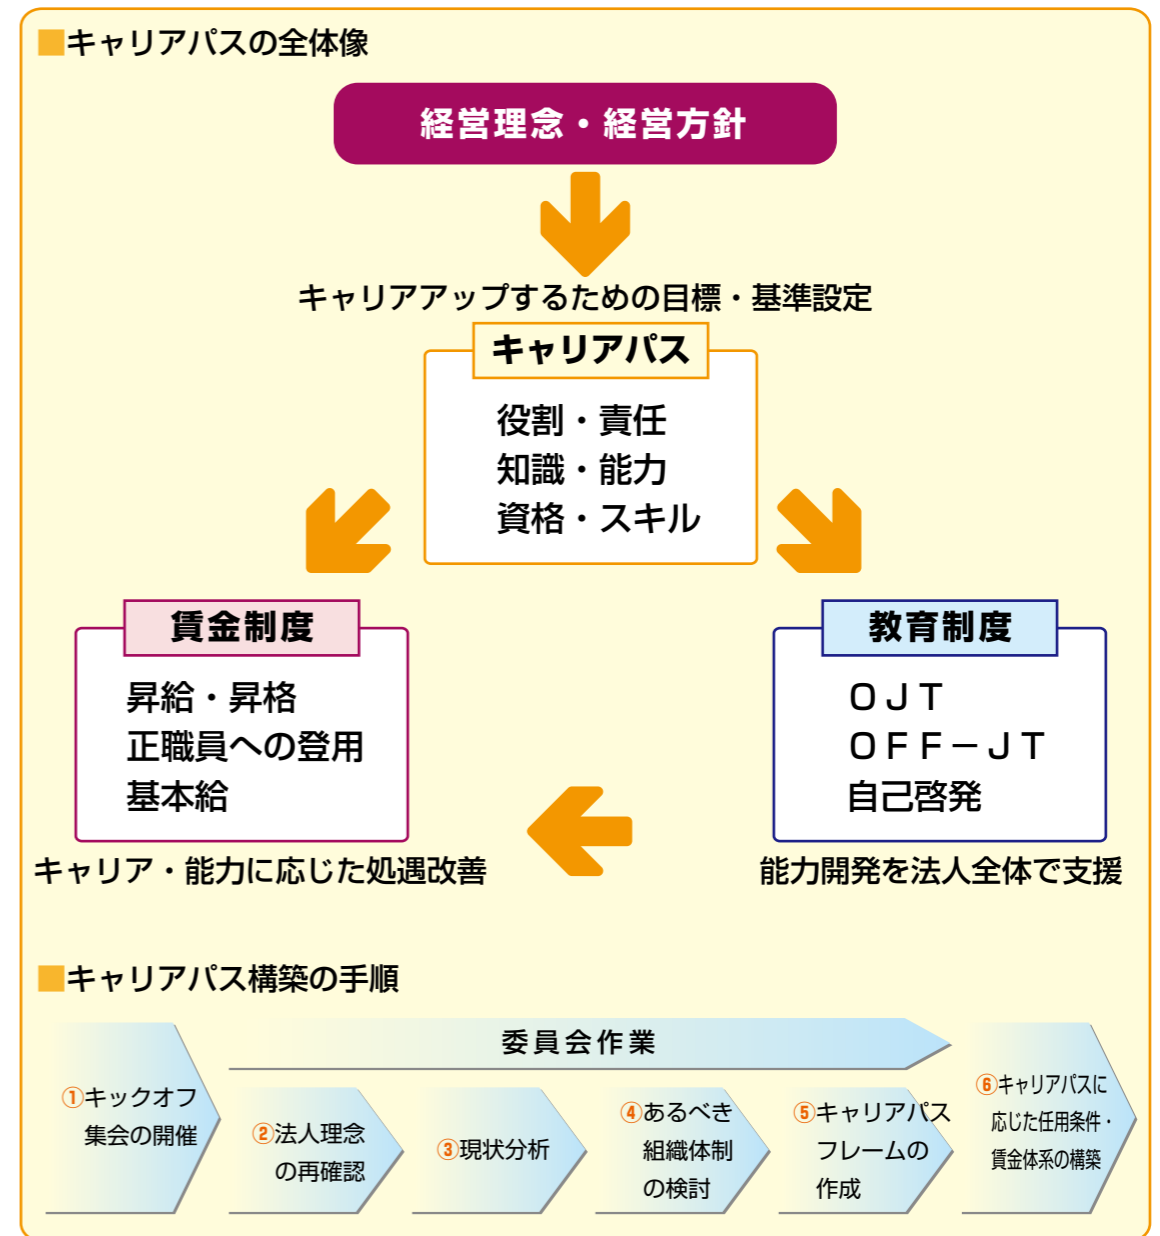 ■キャリアパスの全体像
経営理念・経営方針
キャリアアップするための目標・基準設定
キャリアパス
役割・責任
知識・能力
資格・スキル
賃金制度
昇給・昇格
正職員への登用
基本給
キャリア・能力に応じた処遇改善
教育制度
ＯＪＴ
ＯＦＦ－ＪＴ
自己啓発
能力開発を法人全体で支援
■キャリアパス構築の手順
委員会作業
①キックオフ
集会の開催
②法人理念
の再確認
③現状分析
④あるべき
組織体制
の検討
⑤キャリアパス
フレームの
作成
⑥キャリアパスに
応じた任用条件・
賃金体系の構築